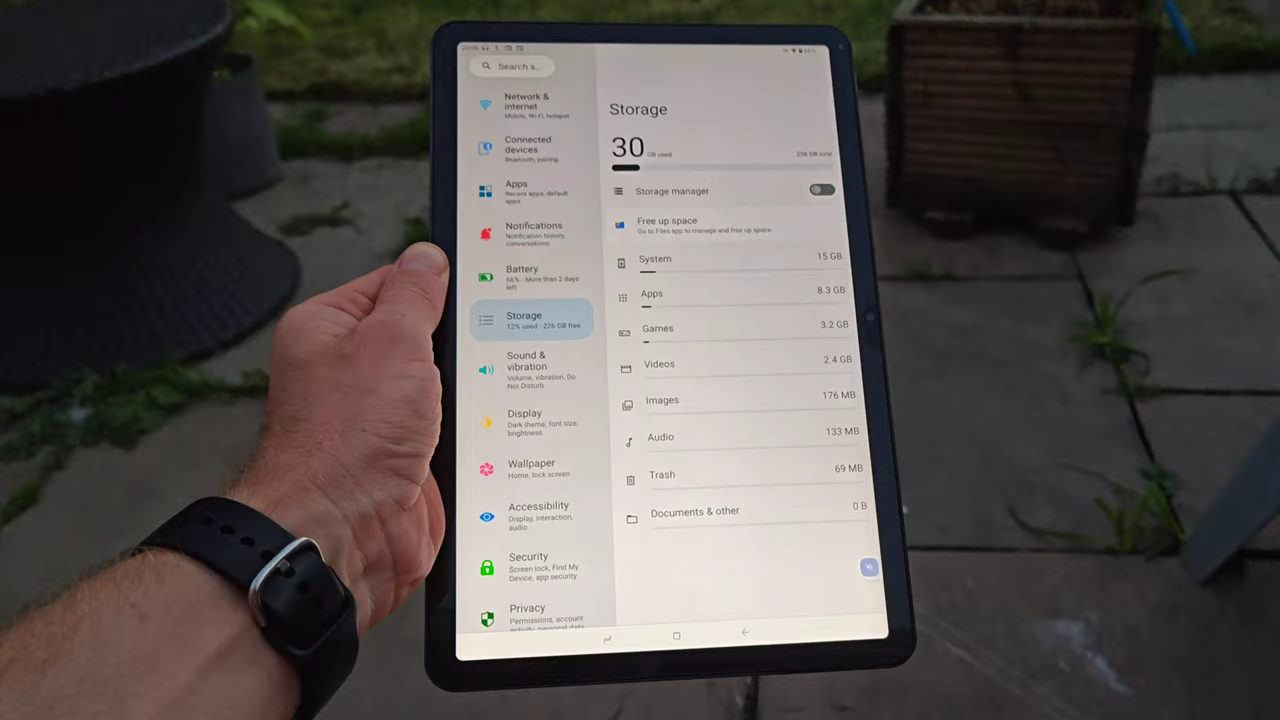 Search s...
Network &
internet
Mobile, Wi-Fi, hotspot
Connected
devices
Bluetooth, pairing
Apps
Recent apps, default
apps
Notifications
Notification history,
conversations
Battery
66% - More than 2 days
left
Storage
12% used - 226 GB free
Sound &
vibration
Volume, vibration, Do
Not Disturb
Display
Dark theme, font size,
brightness
Wallpaper
Home, lock screen
Accessibility
Display, interaction,
audio
Security
Screen lock, Find My
Device, app security
Privacy
Permissions, account
activity, personal data
Storage
30 GB used
256 GB total
Storage manager
Free up space
Go to Files app to manage and free up space
System 15 GB
Apps 8.3 GB
Games 3.2 GB
Videos 2.4 GB
Images 176 MB
Audio 133 MB
Trash 69 MB
Documents & other 0 B